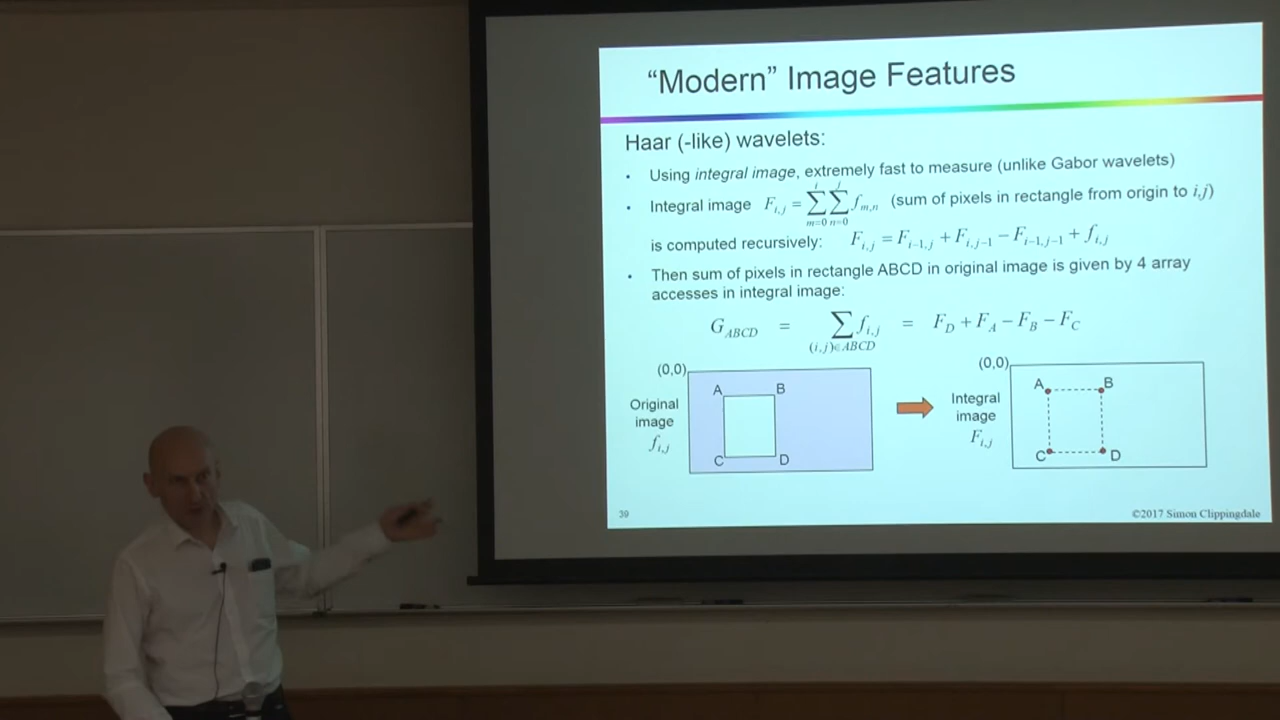 “Modern” Image Features
Haar (-like) wavelets:
• Using integral image, extremely fast to measure (unlike Gabor wavelets)
• Integral image F_{i,j} = \sum_{m=0}^{i} \sum_{n=0}^{j} f_{m,n} (sum of pixels in rectangle from origin to i,j)
is computed recursively: F_{i,j} = F_{i-1,j} + F_{i,j-1} − F_{i-1,j-1} + f_{i,j}
• Then sum of pixels in rectangle ABCD in original image is given by 4 array
accesses in integral image:
G_{ABCD} = \sum_{(i,j)∈ABCD} f_{i,j} = F_D + F_A − F_B − F_C
(0,0)
A B
Original
image
f_{i,j}
C D
(0,0)
A B
Integral
image
F_{i,j}
C D
39
©2017 Simon Clippingdale